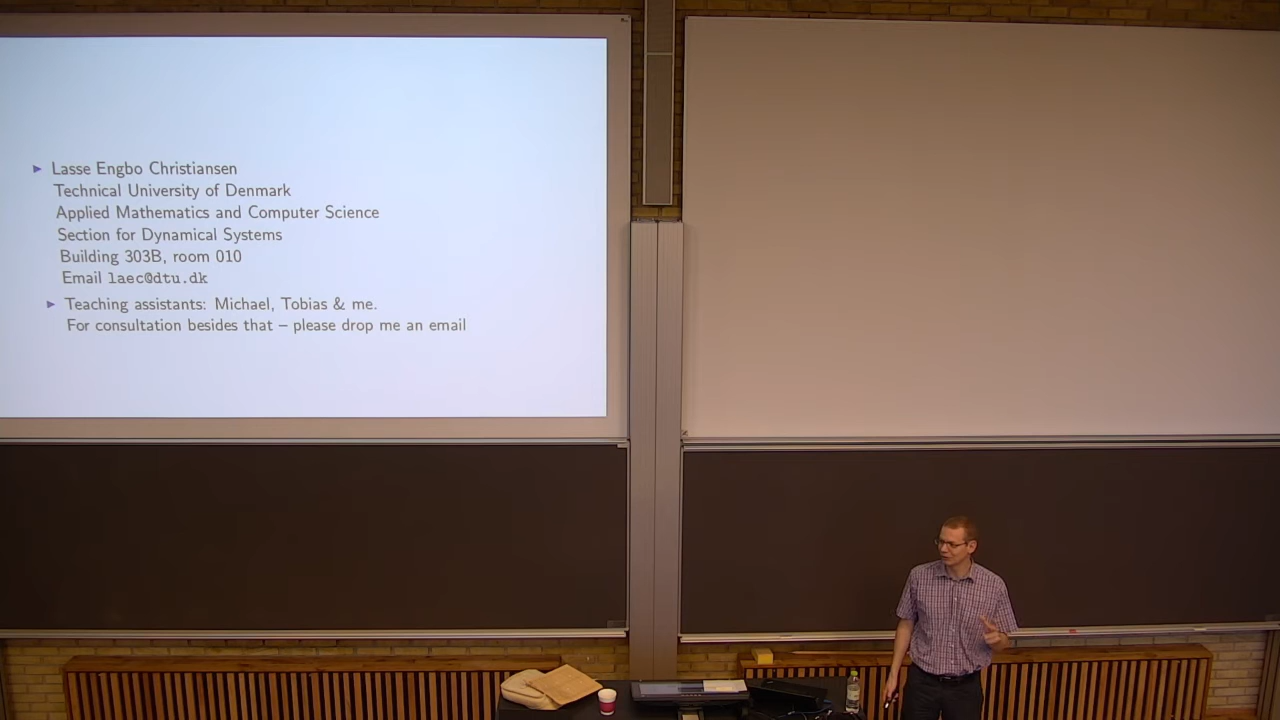 Lasse Engbo Christiansen
Technical University of Denmark
Applied Mathematics and Computer Science
Section for Dynamical Systems
Building 303B, room 010
Email laec@dtu.dk
Teaching assistants: Michael, Tobias & me.
For consultation besides that – please drop me an email